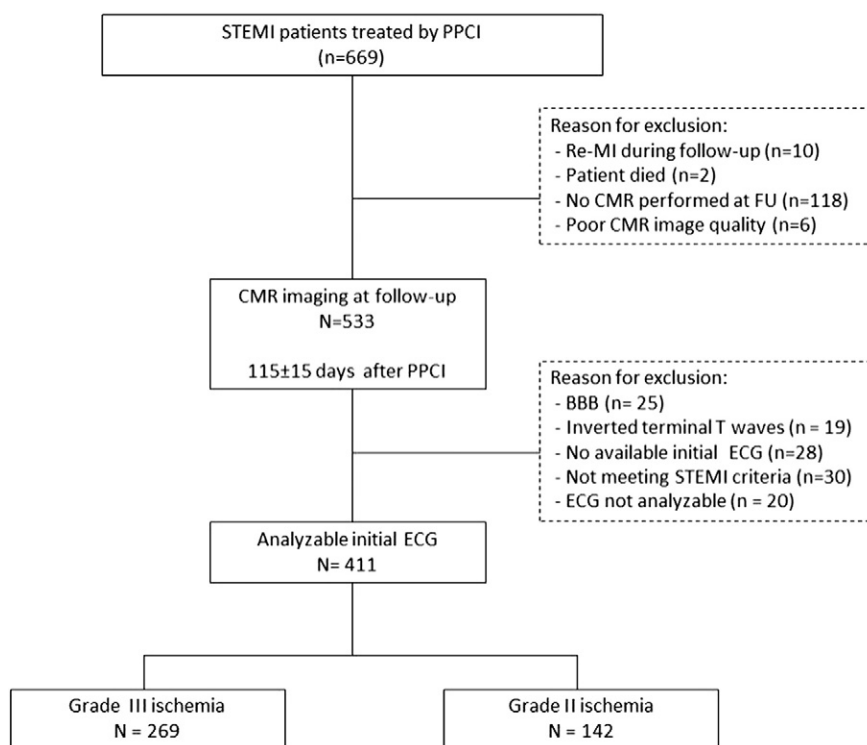 STEMI patients treated by PPCI
(n=669)
Reason for exclusion:
- Re-MI during follow-up (n=10)
- Patient died (n=2)
- No CMR performed at FU (n=118)
- Poor CMR image quality (n=6)
CMR imaging at follow-up
N=533
115±15 days after PPCI
Reason for exclusion:
- BBB (n= 25)
- Inverted terminal T waves (n = 19)
- No available initial ECG (n=28)
- Not meeting STEMI criteria (n=30)
- ECG not analyzable (n = 20)
Analyzable initial ECG
N= 411
Grade III ischemia
N = 269
Grade II ischemia
N = 142